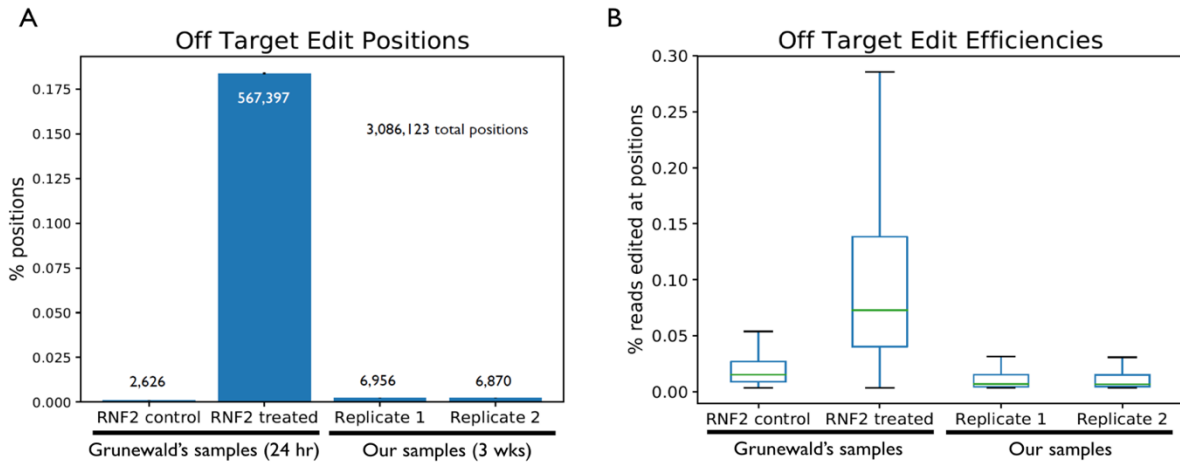 A
Off Target Edit Positions
% positions
0.175
0.150
0.125
0.100
0.075
0.050
0.025
0.000
567,397
3,086,123 total positions
2,626
6,956
6,870
RNF2 control
RNF2 treated
Replicate 1
Replicate 2
Grunewald's samples (24 hr)
Our samples (3 wks)
B
Off Target Edit Efficiencies
% reads edited at positions
0.30
0.25
0.20
0.15
0.10
0.05
0.00
RNF2 control
RNF2 treated
Replicate 1
Replicate 2
Grunewald's samples
Our samples